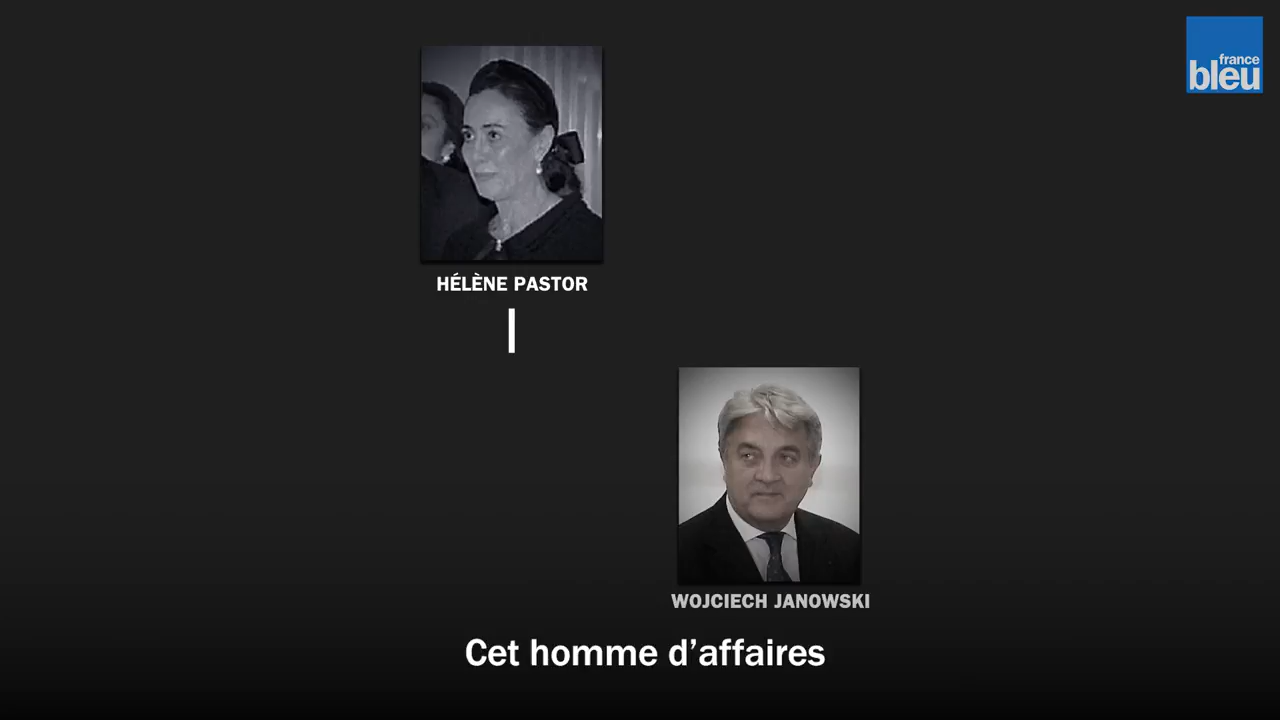 france
bleu
HÉLÈNE PASTOR
WOJCIECH JANOWSKI
Cet homme d’affaires